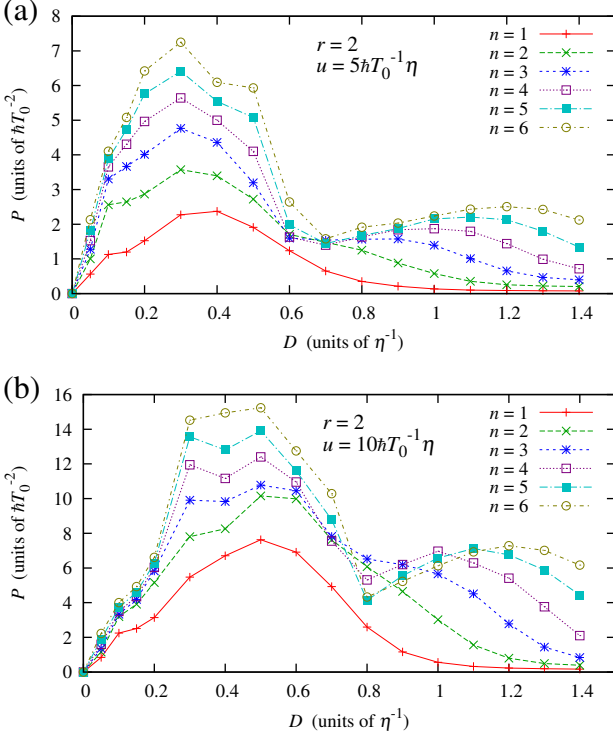 (a)
P (units of ħT₀⁻²)
8
7
6
5
4
3
2
1
0
r = 2
u = 5ħT₀⁻¹η
n = 1
n = 2
n = 3
n = 4
n = 5
n = 6
0 0.2 0.4 0.6 0.8 1 1.2 1.4
D (units of η⁻¹)
(b)
P (units of ħT₀⁻²)
16
14
12
10
8
6
4
2
0
r = 2
u = 10ħT₀⁻¹η
n = 1
n = 2
n = 3
n = 4
n = 5
n = 6
0.0 0.2 0.4 0.6 0.8 1 1.2 1.4
D (units of η⁻¹)